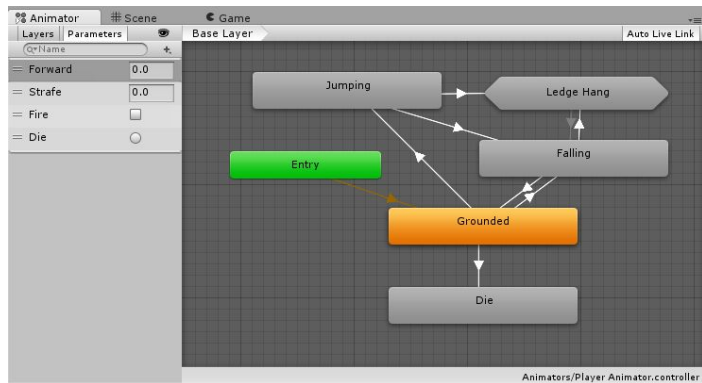 Animator
Scene
Game
Layers
Parameters
Base Layer
Auto Live Link
Name
Forward
0.0
Strafe
0.0
Fire
Die
Jumping
Ledge Hang
Falling
Entry
Grounded
Die
Animators/Player Animator.controller